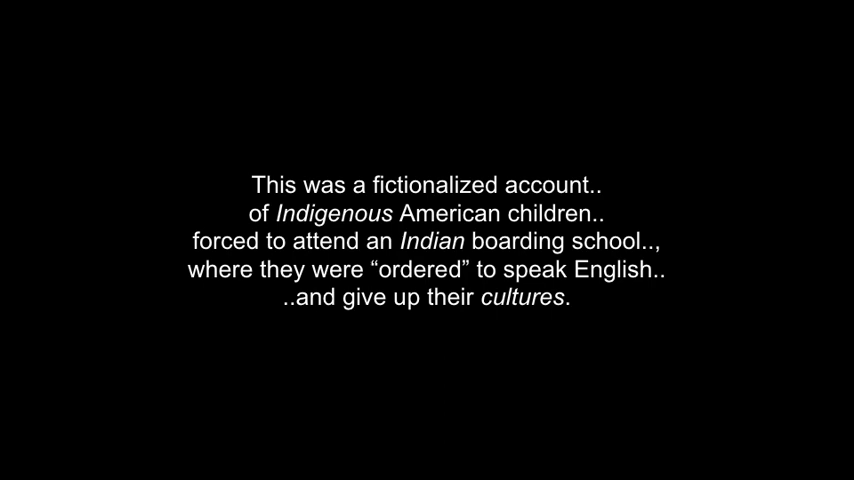 This was a fictionalized account..
of Indigenous American children..
forced to attend an Indian boarding school..,
where they were “ordered” to speak English..
..and give up their cultures.